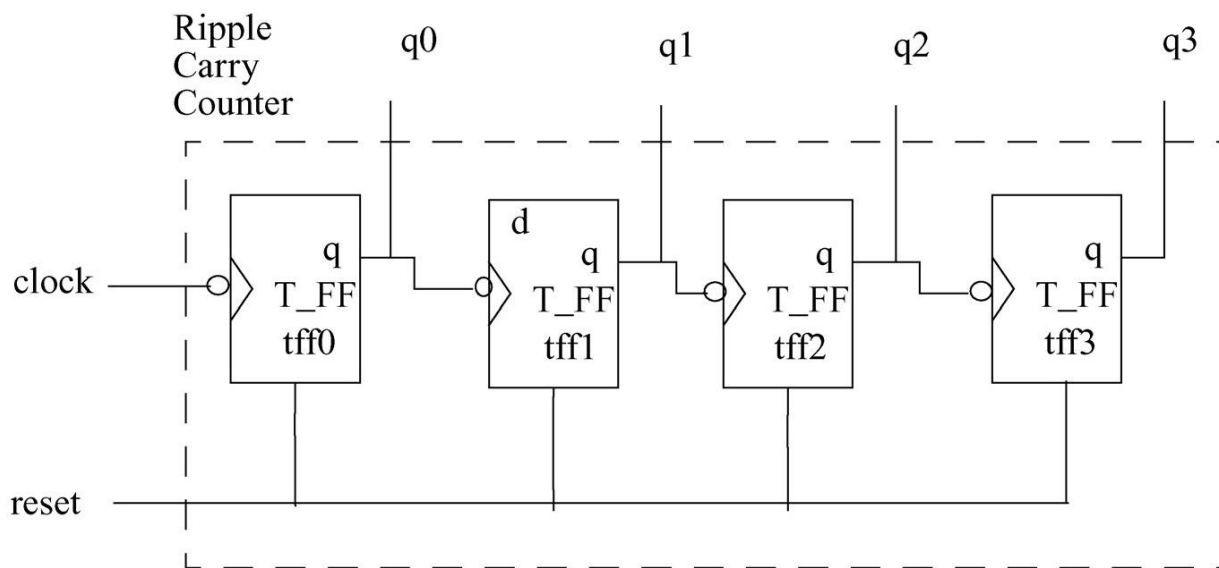 Ripple
Carry
Counter
q0
q1
q2
q3
d
q
q
q
q
clock
T_FF
T_FF
T_FF
T_FF
tff0
tff1
tff2
tff3
reset